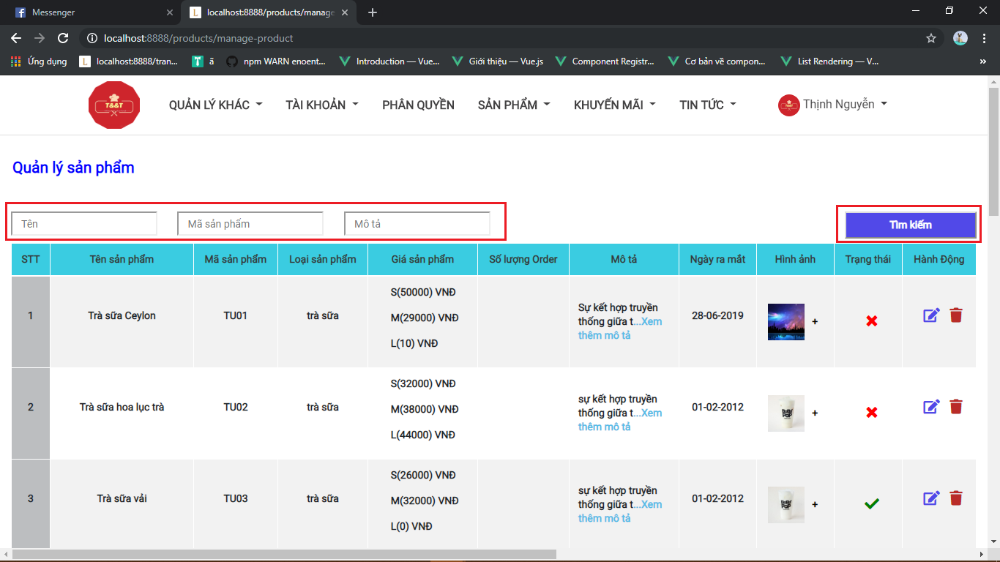 Messenger
localhost:8888/products/manage
localhost:8888/products/manage-product
Ứng dụng
localhost:8888/tran...
ã
npm WARN enoent...
Introduction — Vue...
Giới thiệu — Vue.js
Component Registr...
Cơ bản về compon...
List Rendering — V...
»
T&&T
QUẢN LÝ KHÁC
TÀI KHOẢN
PHÂN QUYỀN
SẢN PHẨM
KHUYẾN MÃI
TIN TỨC
Thịnh Nguyễn
Quản lý sản phẩm
Tên
Mã sản phẩm
Mô tả
Tìm kiếm
STT
Tên sản phẩm
Mã sản phẩm
Loại sản phẩm
Giá sản phẩm
Số lượng Order
Mô tả
Ngày ra mắt
Hình ảnh
Trạng thái
Hành Động
1
Trà sữa Ceylon
TU01
trà sữa
S(50000) VNĐ
M(29000) VNĐ
L(10) VNĐ
Sự kết hợp truyền
thống giữa t...Xem
thêm mô tả
28-06-2019
+
2
Trà sữa hoa lục trà
TU02
trà sữa
S(32000) VNĐ
M(38000) VNĐ
L(44000) VNĐ
sự kết hợp truyền
thống giữa t...Xem
thêm mô tả
01-02-2012
+
3
Trà sữa vải
TU03
trà sữa
S(26000) VNĐ
M(32000) VNĐ
L(0) VNĐ
sự kết hợp truyền
thống giữa t...Xem
thêm mô tả
01-02-2012
+